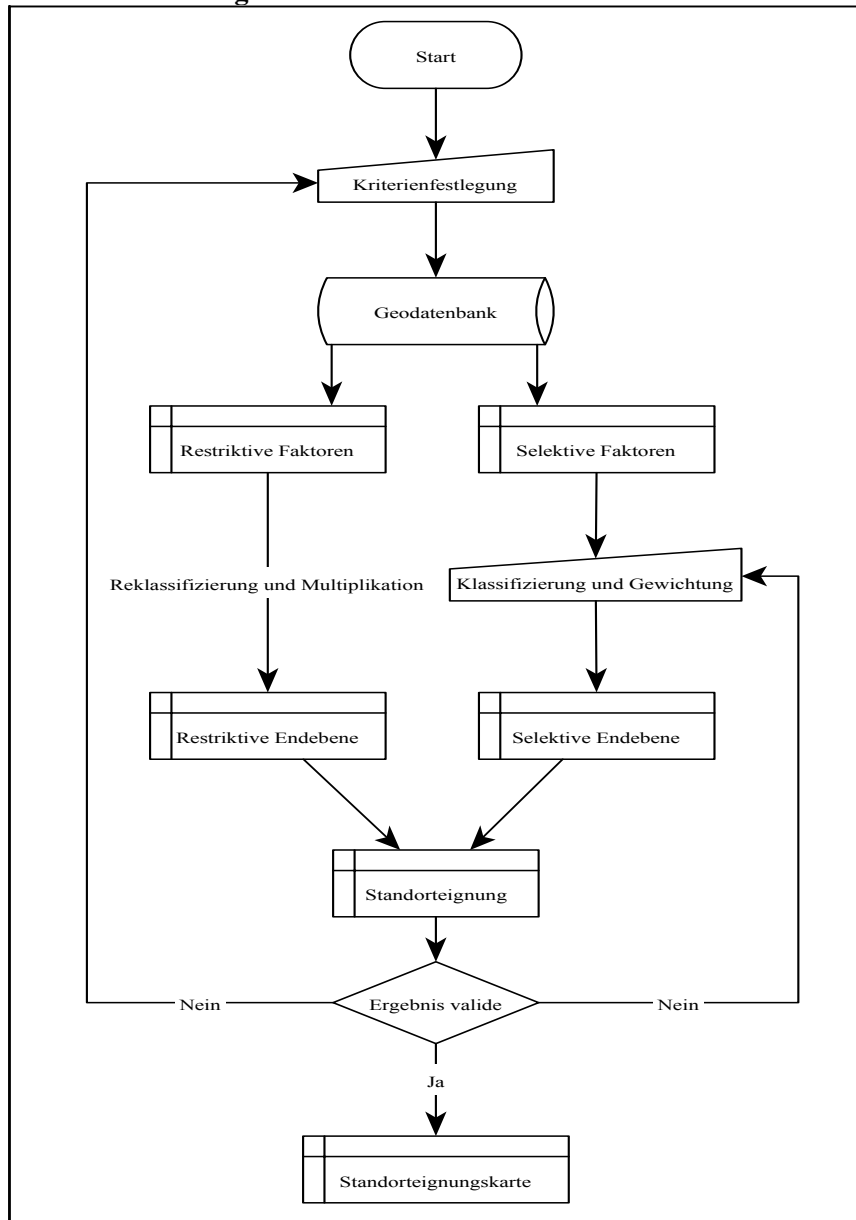 Start
Kriterienfestlegung
Geodatenbank
Restriktive Faktoren
Selektive Faktoren
Reklassifizierung und Multiplikation
Klassifizierung und Gewichtung
Restriktive Endebene
Selektive Endebene
Standorteignung
Nein
Ergebnis valide
Nein
Ja
Standorteignungskarte